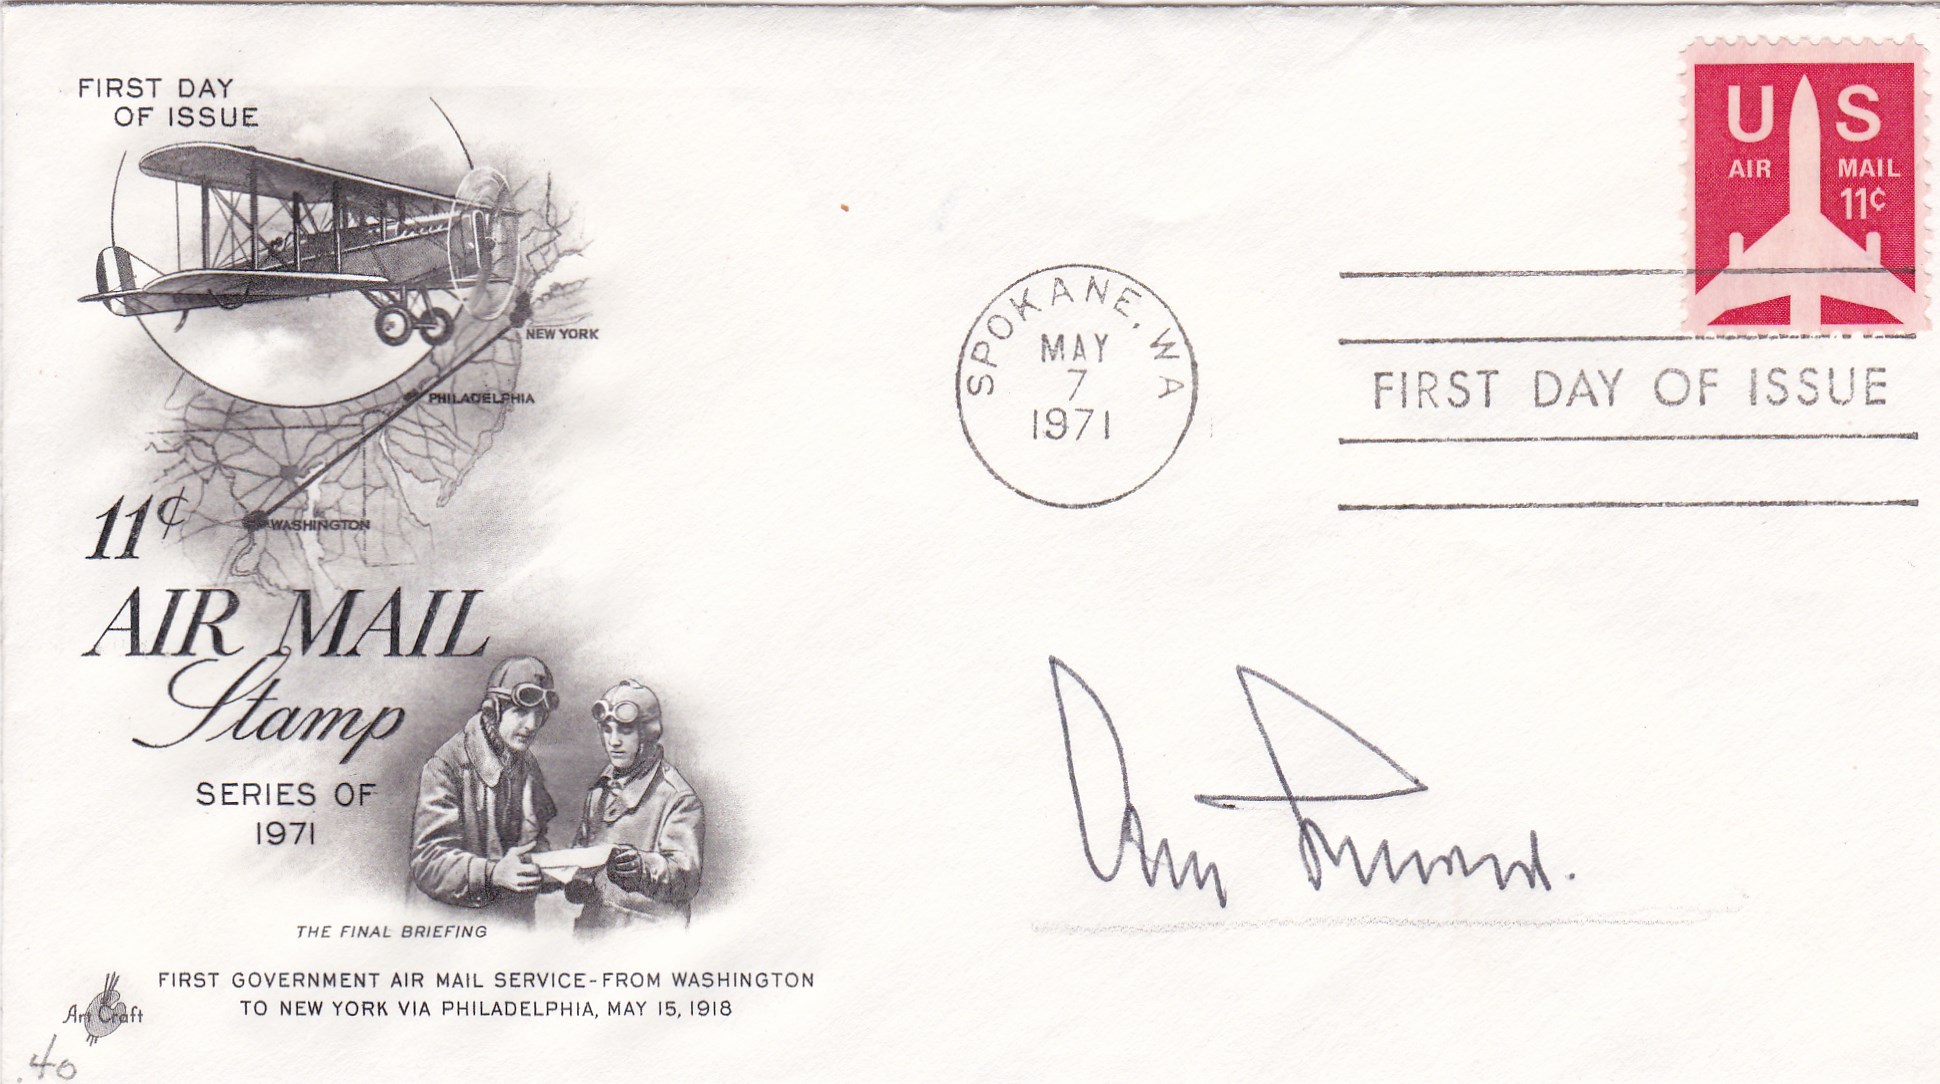 FIRST DAY
OF ISSUE
US
AIR MAIL
11¢
NEW YORK
PHILADELPHIA
WASHINGTON
SPOKANE, WA
MAY
7
1971
FIRST DAY OF ISSUE
11¢
AIR MAIL
Stamp
SERIES OF
1971
THE FINAL BRIEFING
FIRST GOVERNMENT AIR MAIL SERVICE-FROM WASHINGTON
TO NEW YORK VIA PHILADELPHIA, MAY 15, 1918
Art Craft
.40